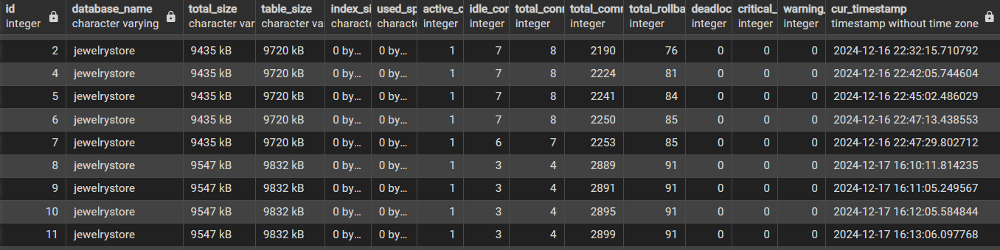 id database_name total_size table_size index_si used_sp active_c idle_cor total_conr total_comr total_rollba deadloc critical_ warning_ cur_timestamp
integer character varying character var character var characte characte integer integer integer integer integer integer integer integer timestamp without time zone
2 jewelrystore 9435 kB 9720 kB 0 by... 0 by... 1 7 8 2190 76 0 0 0 2024-12-16 22:32:15.710792
4 jewelrystore 9435 kB 9720 kB 0 by... 0 by... 1 7 8 2224 81 0 0 0 2024-12-16 22:42:05.744604
5 jewelrystore 9435 kB 9720 kB 0 by... 0 by... 1 7 8 2241 84 0 0 0 2024-12-16 22:45:02.486029
6 jewelrystore 9435 kB 9720 kB 0 by... 0 by... 1 7 8 2250 85 0 0 0 2024-12-16 22:47:13.438553
7 jewelrystore 9435 kB 9720 kB 0 by... 0 by... 1 6 7 2253 85 0 0 0 2024-12-16 22:47:29.802712
8 jewelrystore 9547 kB 9832 kB 0 by... 0 by... 1 3 4 2889 91 0 0 0 2024-12-17 16:10:11.814235
9 jewelrystore 9547 kB 9832 kB 0 by... 0 by... 1 3 4 2891 91 0 0 0 2024-12-17 16:11:05.249567
10 jewelrystore 9547 kB 9832 kB 0 by... 0 by... 1 3 4 2895 91 0 0 0 2024-12-17 16:12:05.584844
11 jewelrystore 9547 kB 9832 kB 0 by... 0 by... 1 3 4 2899 91 0 0 0 2024-12-17 16:13:06.097768